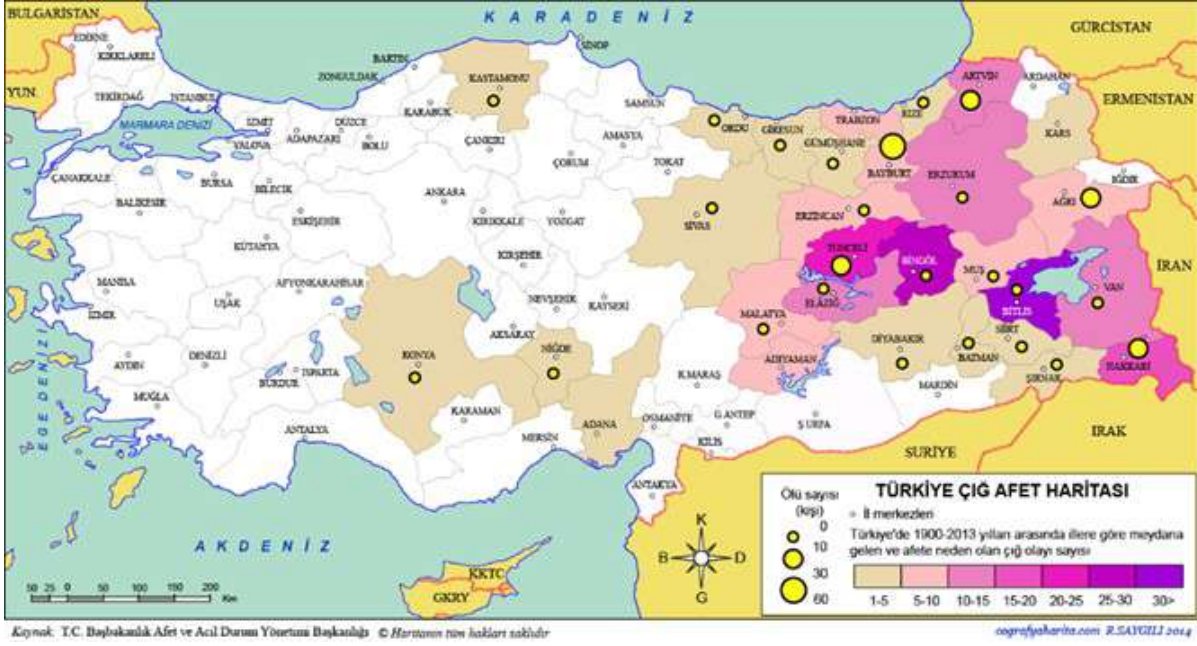 BULGARİSTAN
KARADENİZ
GÜRCİSTAN
EDİRNE
KIRKLARELİ
SİNOP
BARTIN
ZONGULDAK
KASTAMONU
ARTVİN
ARDAHAN
YUN.
TEKİRDAĞ
İSTANBUL
KARABÜK
SAMSUN
RİZE
ERMENİSTAN
MARMARA DENİZİ
İZMİT
DÜZCE
ADAPAZARI
BOLU
YALOVA
ÇANKIRI
AMASYA
ORDU
GİRESUN
TRABZON
KARS
GÜMÜŞHANE
ÇORUM
TOKAT
BAYBURT
ERZURUM
IĞDIR
ÇANAKKALE
BURSA
BİLECİK
BALIKESİR
ANKARA
ESKİŞEHİR
KIRIKKALE
YOZGAT
SİVAS
ERZİNCAN
AĞRI
KÜTAHYA
KIRŞEHİR
TUNCELİ
BİNGÖL
MUŞ
İRAN
MANİSA
AFYONKARAHİSAR
UŞAK
NEVŞEHİR
KAYSERİ
ELAZIĞ
VAN
BİTLİS
İZMİR
AKSARAY
MALATYA
SİİRT
EGE DENİZİ
AYDIN
DENİZLİ
KONYA
NİĞDE
DİYABAKIR
BATMAN
HAKKARİ
BURDUR
ISPARTA
K.MARAŞ
ADIYAMAN
MARDİN
ŞIRNAK
MUĞLA
KARAMAN
ADANA
OSMANİYE
G.ANTEP
Ş.URFA
ANTALYA
MERSİN
KİLİS
SURİYE
IRAK
ANTAKYA
AKDENİZ
KKTC
GKRY
K
B
D
G
50 25 0 50 100 150 200
Km
Ölü sayısı
(kişi)
0
10
30
60
TÜRKİYE ÇIĞ AFET HARİTASI
İl merkezleri
Türkiye'de 1900-2013 yılları arasında illere göre meydana
gelen ve afete neden olan çığ olayı sayısı
1-5 5-10 10-15 15-20 20-25 25-30 30>
Kaynak: T.C. Başbakanlık Afet ve Acil Durum Yönetimi Başkanlığı © Haritanın tüm hakları saklıdır
cografyaharita.com R.SAYGILI 2014